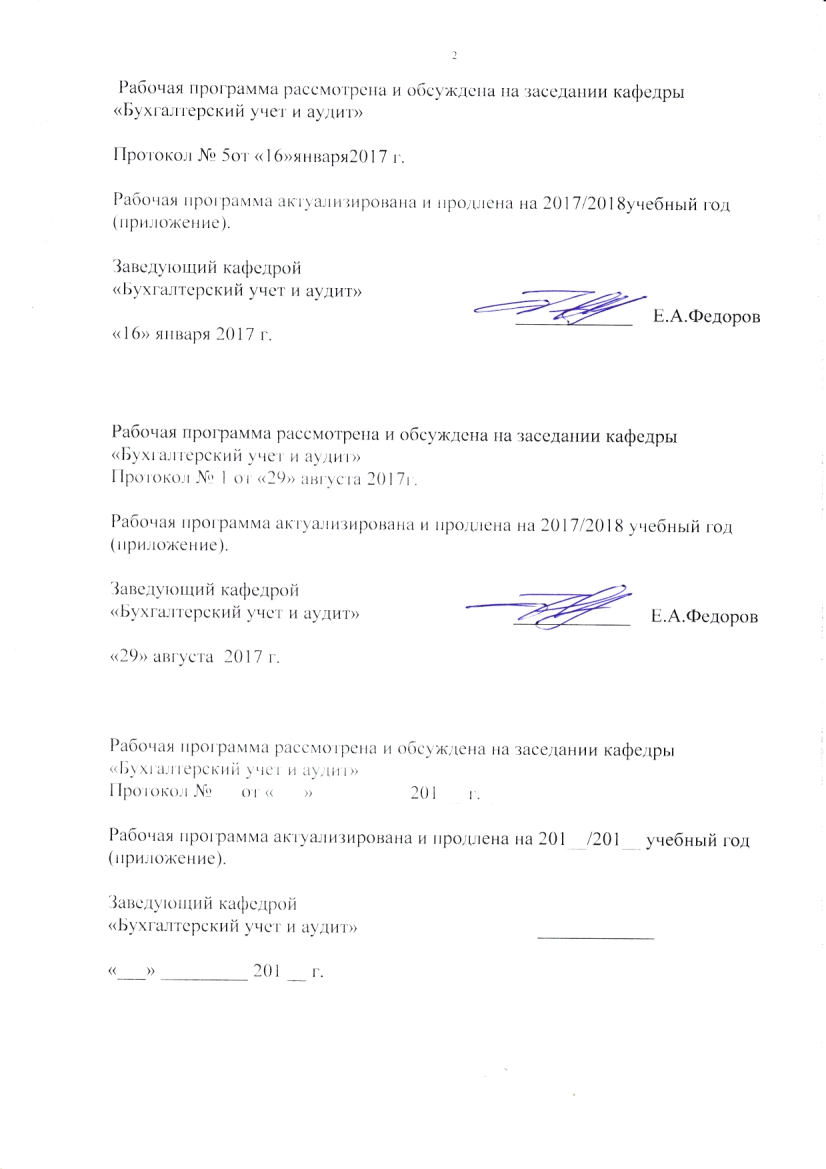 2
Рабочая программа рассмотрена и обсуждена на заседании кафедры
«Бухгалтерский учет и аудит»
Протокол № 5от «16»января2017 г.
Рабочая программа актуализирована и продлена на 2017/2018учебный год
(приложение).
Заведующий кафедрой
«Бухгалтерский учет и аудит»
_____________ Е.А.Федоров
«16» января 2017 г.
Рабочая программа рассмотрена и обсуждена на заседании кафедры
«Бухгалтерский учет и аудит»
Протокол № 1 от «29» августа 2017г.
Рабочая программа актуализирована и продлена на 2017/2018 учебный год
(приложение).
Заведующий кафедрой
«Бухгалтерский учет и аудит»
_____________ Е.А.Федоров
«29» августа 2017 г.
Рабочая программа рассмотрена и обсуждена на заседании кафедры
«Бухгалтерский учет и аудит»
Протокол № от « » 201 г.
Рабочая программа актуализирована и продлена на 201__/201__ учебный год
(приложение).
Заведующий кафедрой
«Бухгалтерский учет и аудит»
_____________
«___» __________ 201 __ г.